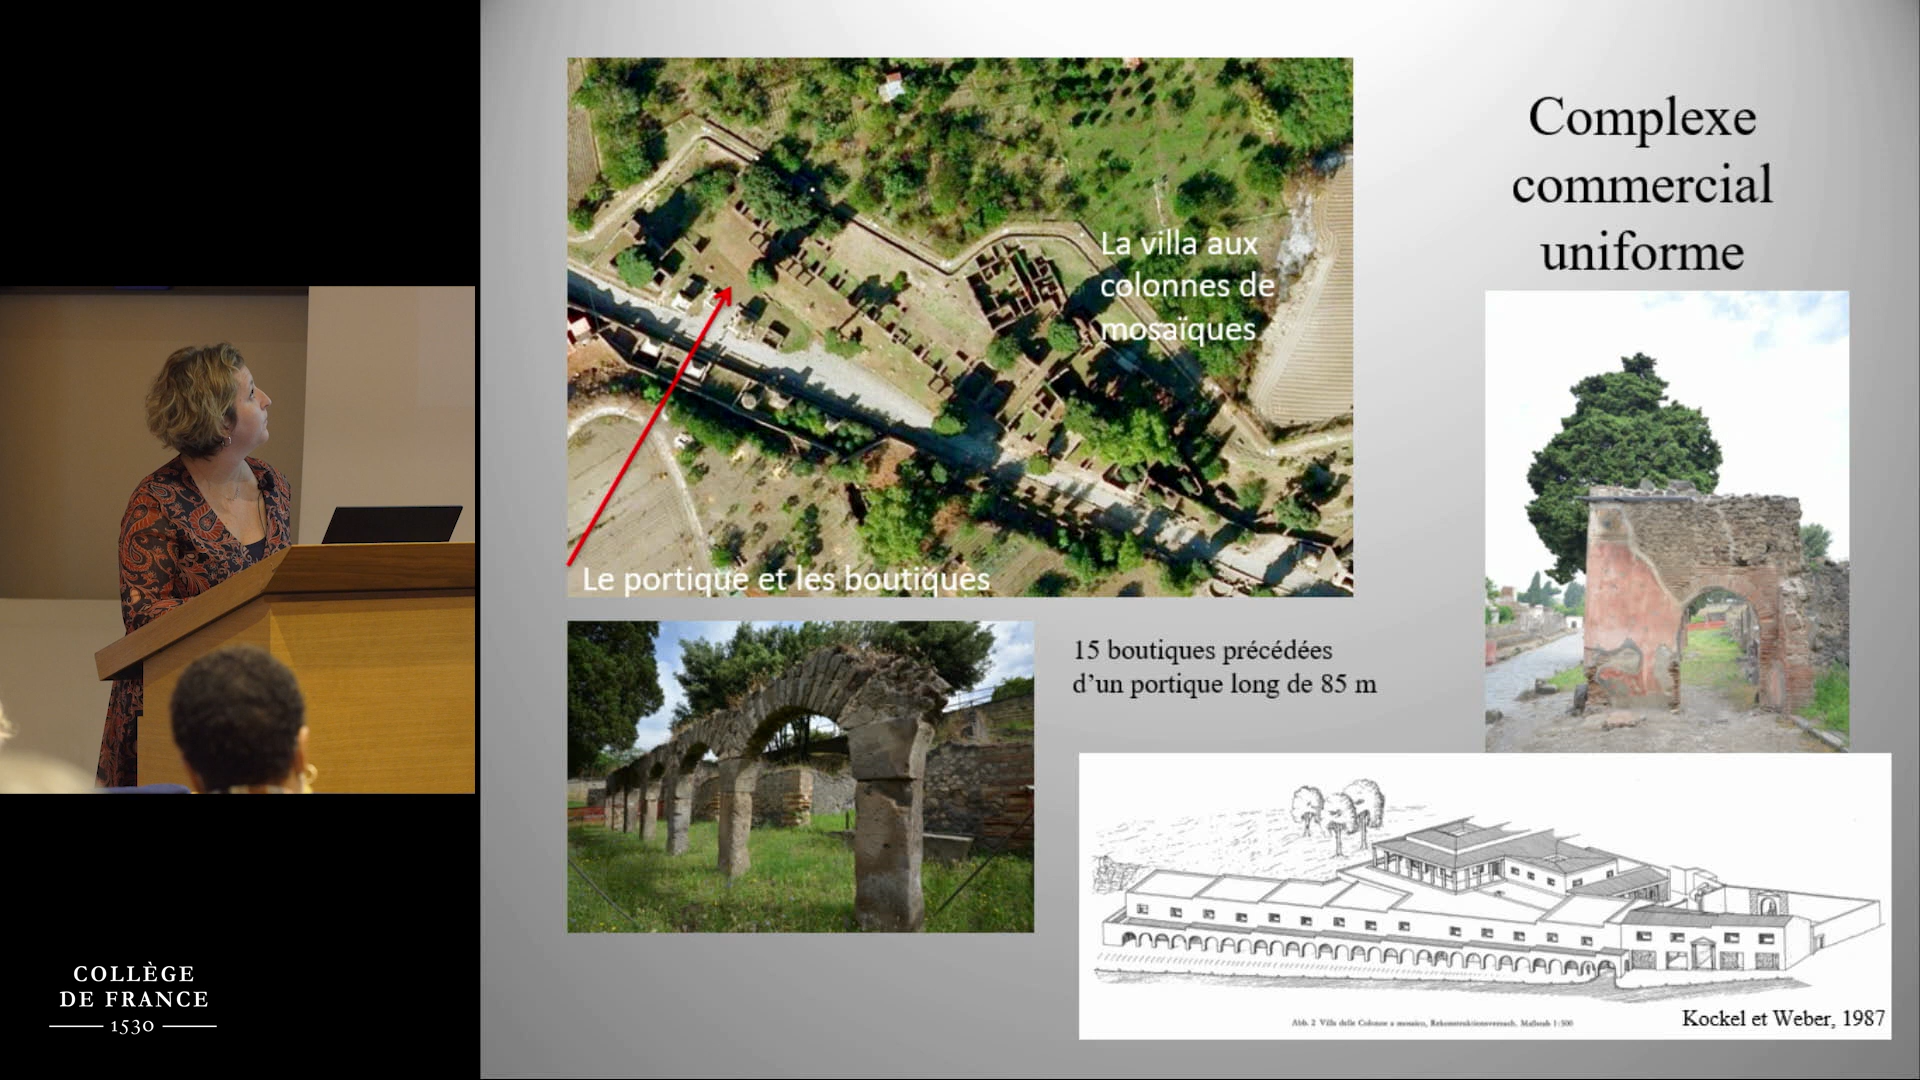 Complexe
commercial
uniforme
La villa aux
colonnes de
mosaïques
Le portique et les boutiques
15 boutiques précédées
d’un portique long de 85 m
Abb. 2 Villa delle Colonne a mosaico, Rekonstruktionsversuch. Maßstab 1:500
Kockel et Weber, 1987
COLLÈGE
DE FRANCE
1530